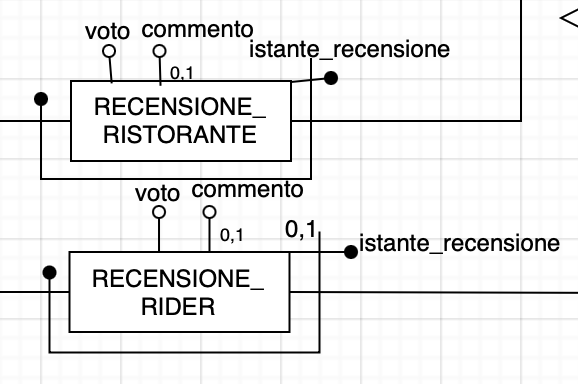 voto commento
istante_recensione
0,1
RECENSIONE_
RISTORANTE
voto commento
0,1 0,1
istante_recensione
RECENSIONE_
RIDER